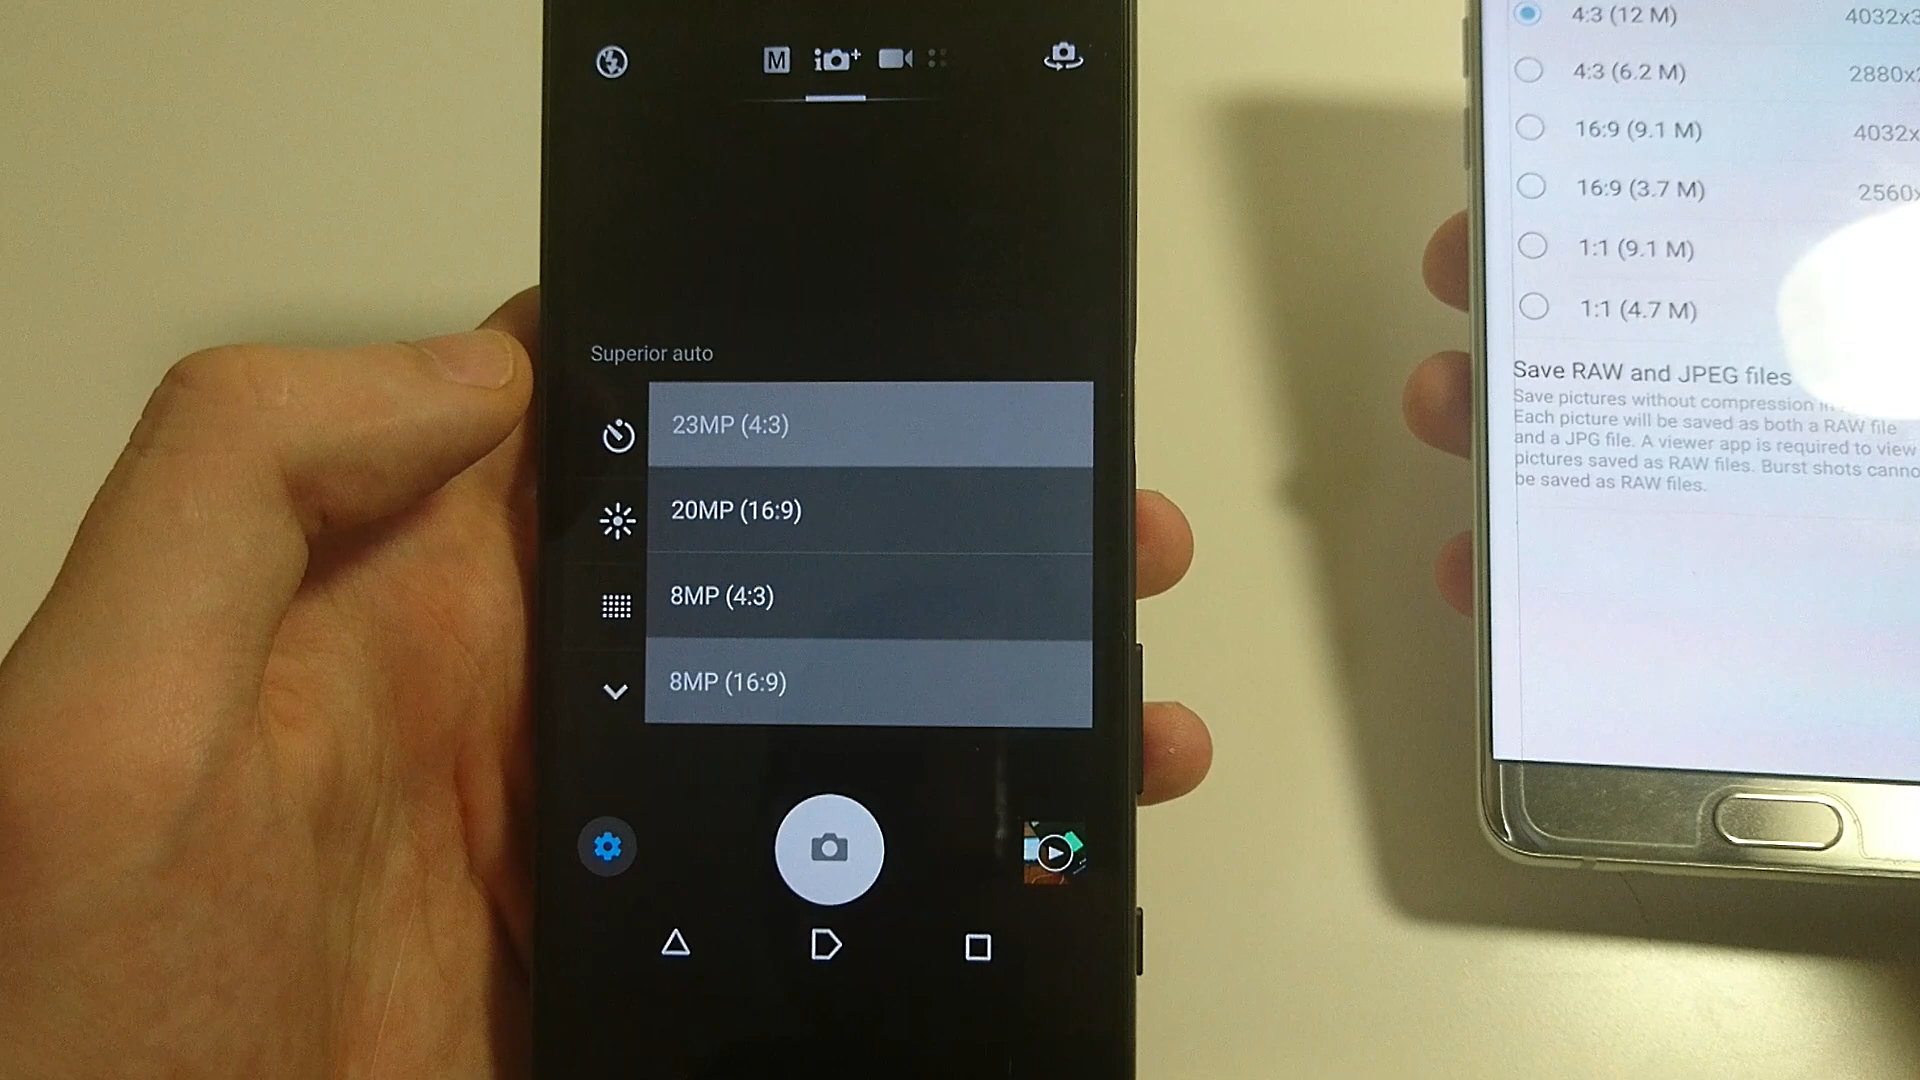 M
Superior auto
23MP (4:3)
20MP (16:9)
8MP (4:3)
8MP (16:9)
4:3 (12 M) 4032x3
4:3 (6.2 M) 2880x2
16:9 (9.1 M) 4032x
16:9 (3.7 M) 2560x
1:1 (9.1 M)
1:1 (4.7 M)
Save RAW and JPEG files
Save pictures without compression in
Each picture will be saved as both a RAW file
and a JPG file. A viewer app is required to view
pictures saved as RAW files. Burst shots canno
be saved as RAW files.